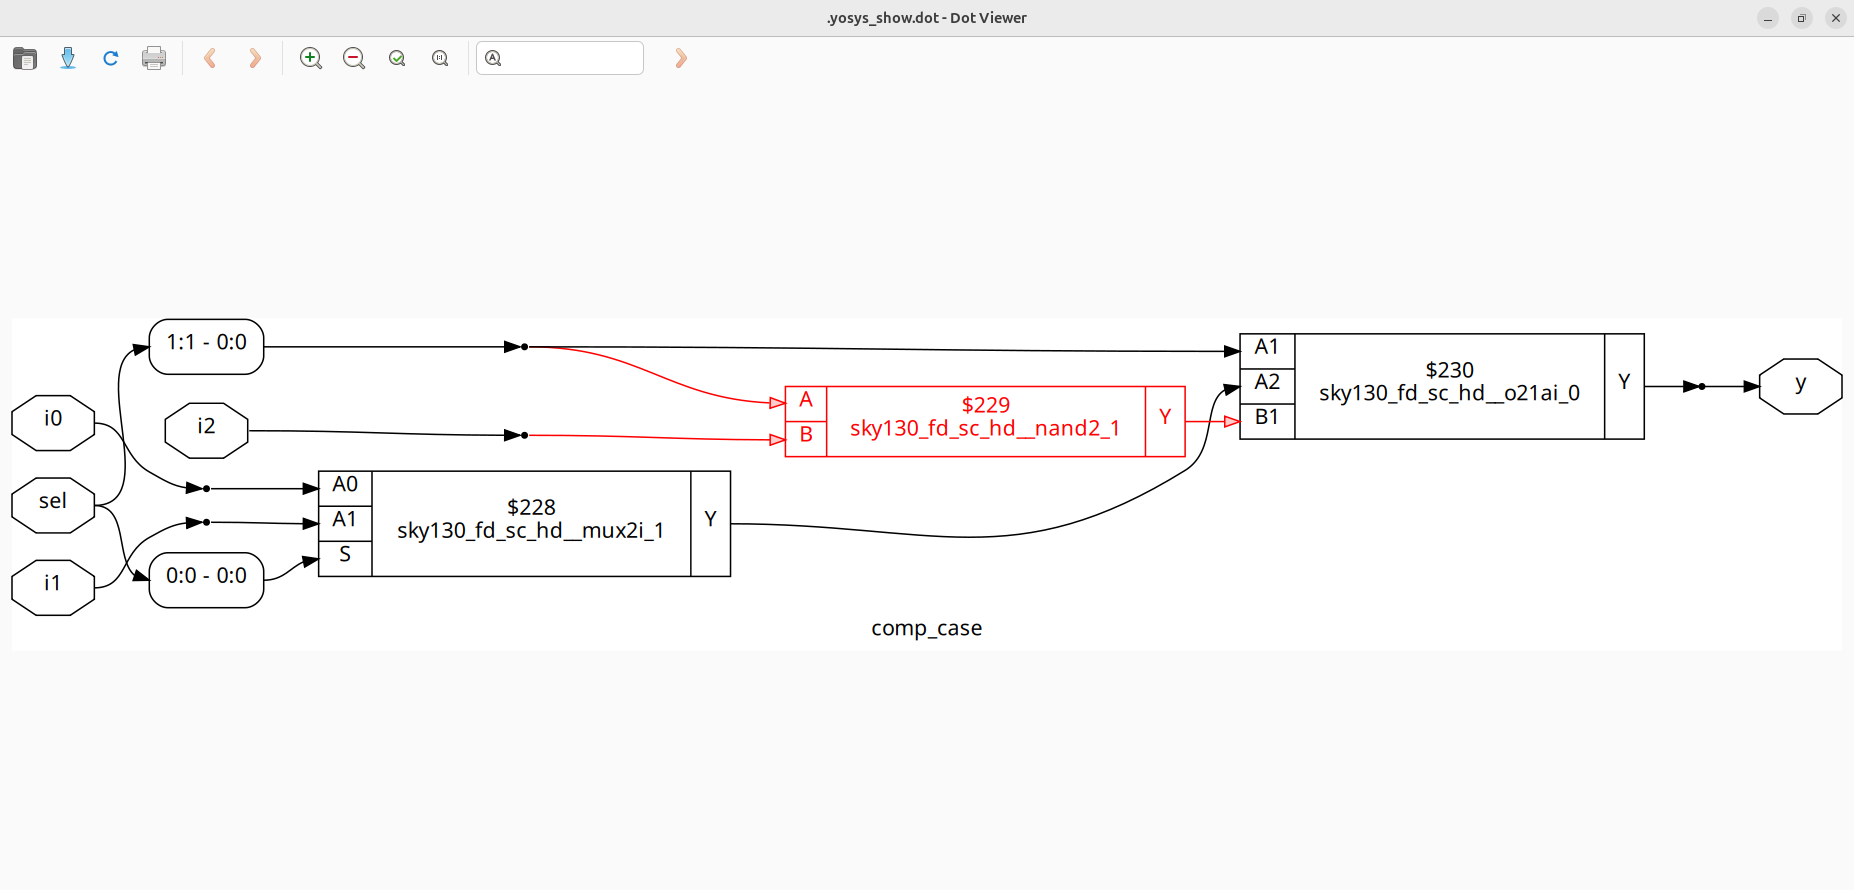 .yosys_show.dot - Dot Viewer
1:1 - 0:0
i0
i2
sel
i1
0:0 - 0:0
A0
A1
S
$228
sky130_fd_sc_hd__mux2i_1
Y
A
B
$229
sky130_fd_sc_hd__nand2_1
Y
A1
A2
B1
$230
sky130_fd_sc_hd__o21ai_0
Y
y
comp_case